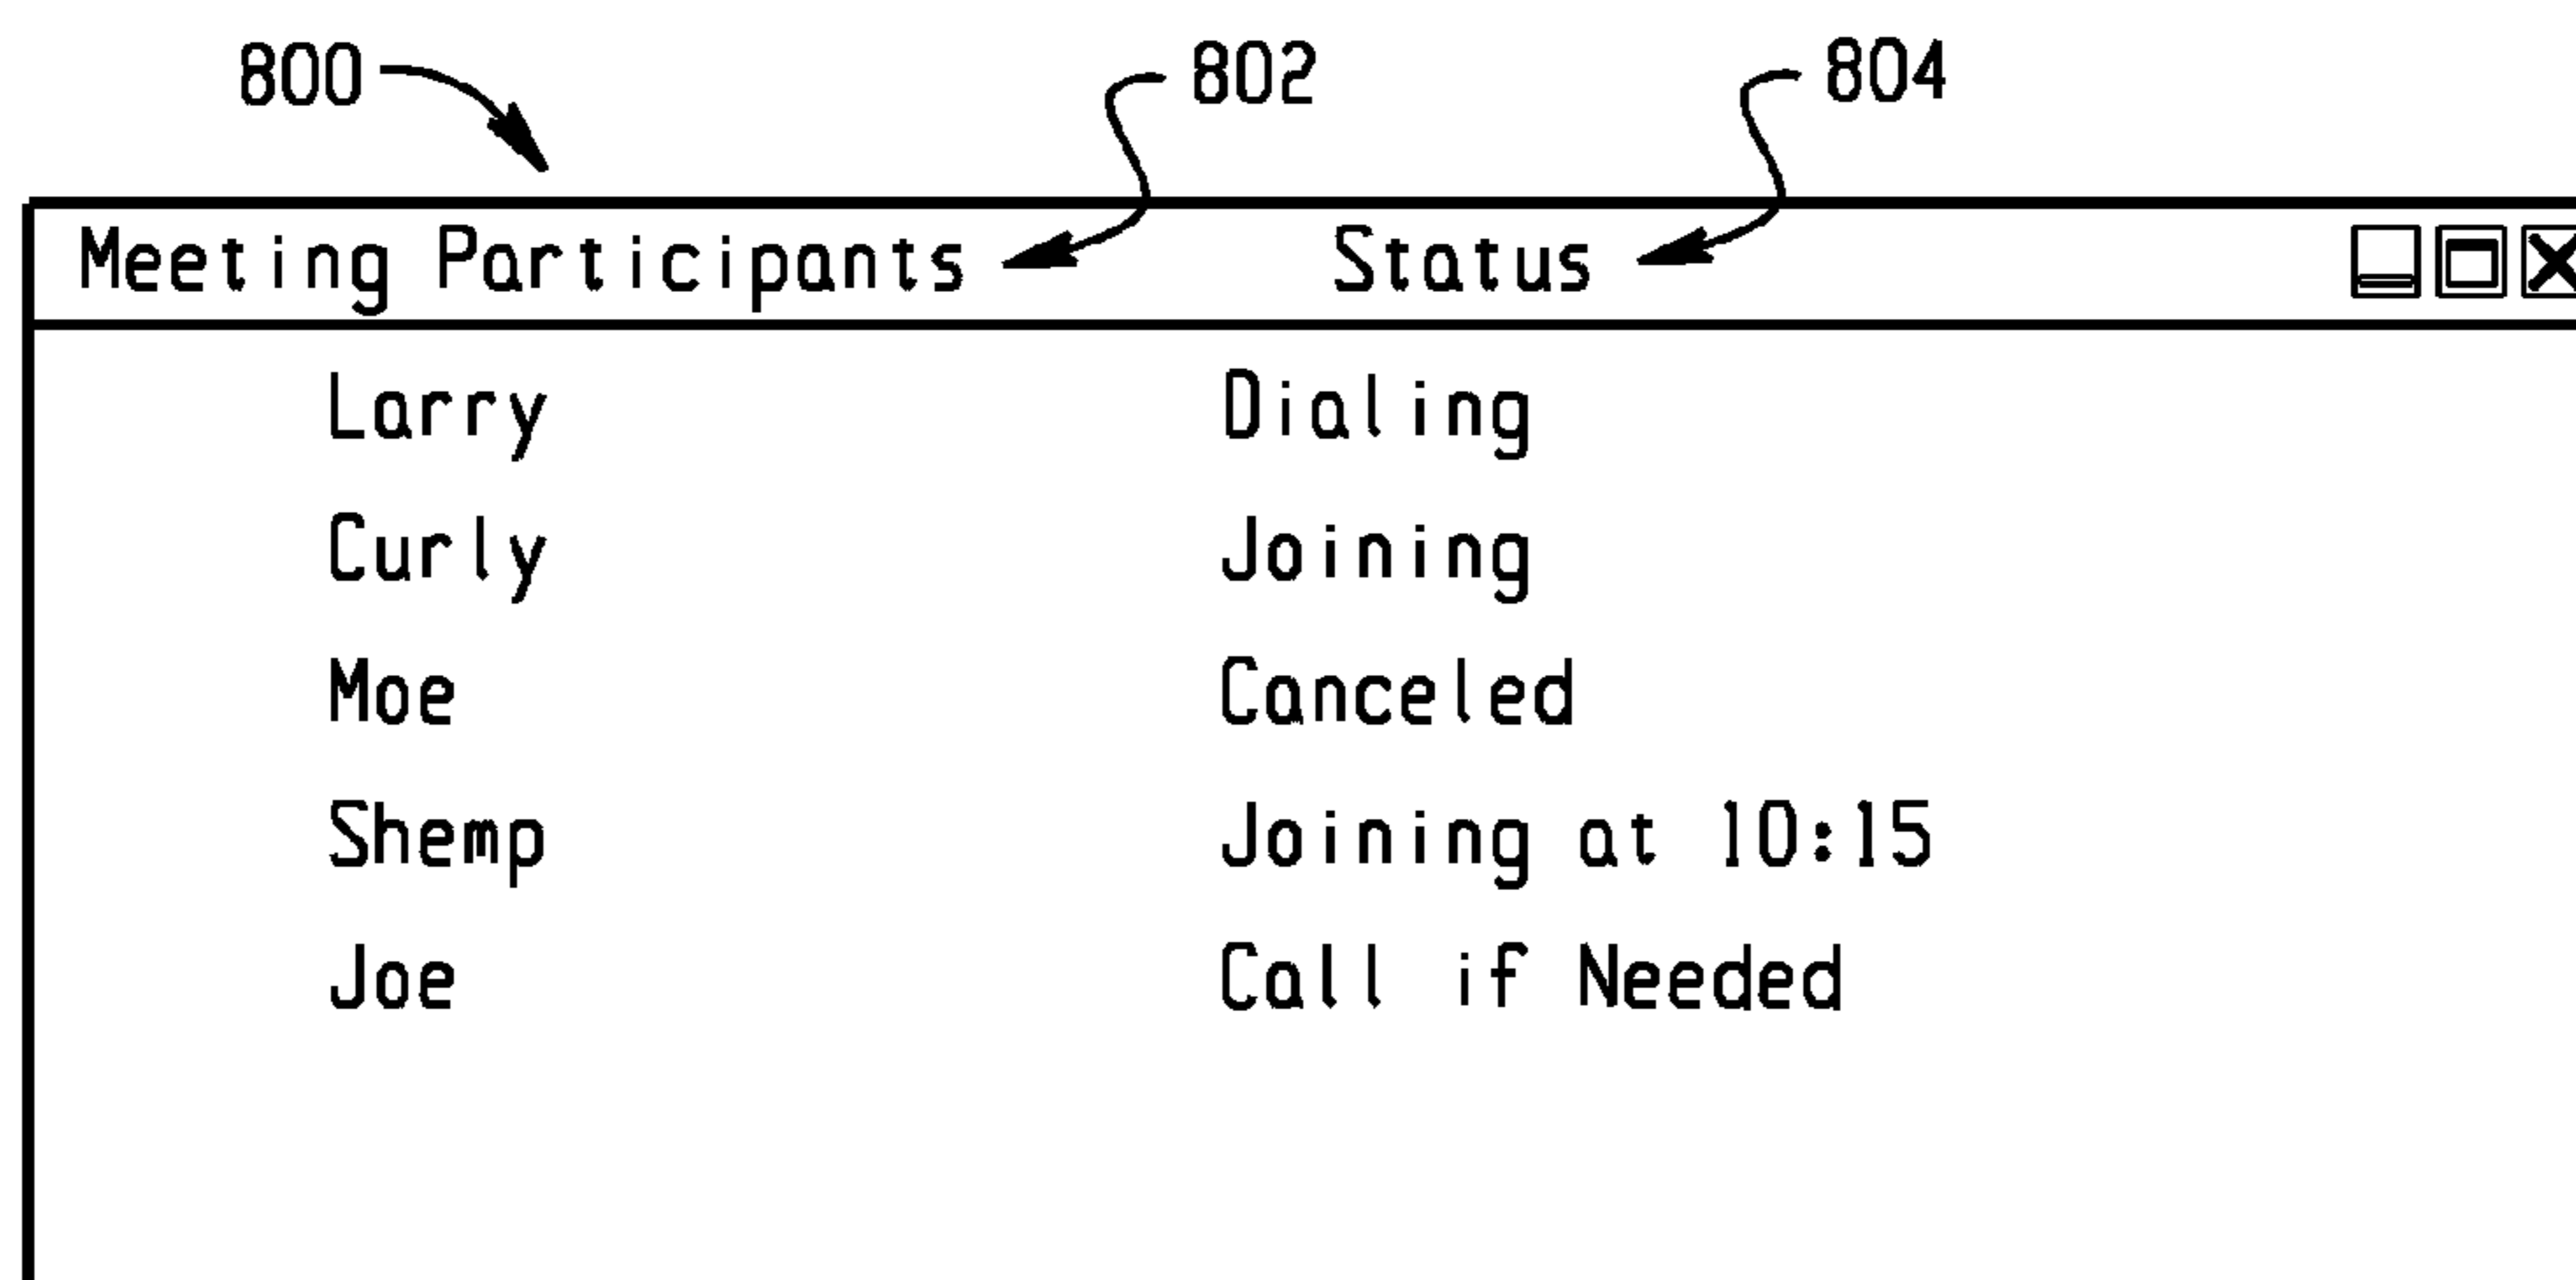 800 802 804
Meeting Participants Status
Larry Dialing
Curly Joining
Moe Canceled
Shemp Joining at 10:15
Joe Call if Needed